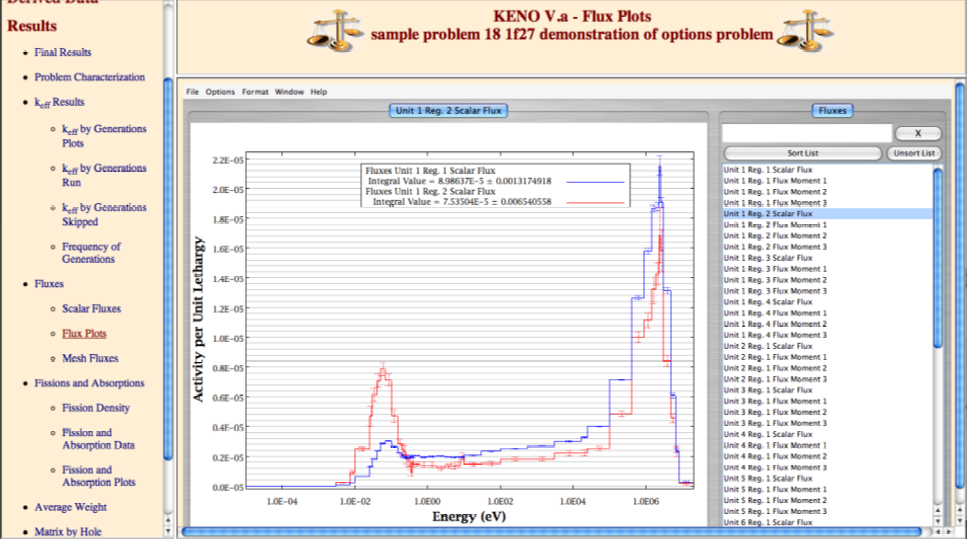 Derived Data
Results
Final Results
Problem Characterization
keff Results
keff by Generations
Plots
keff by Generations
Run
keff by Generations
Skipped
Frequency of
Generations
Fluxes
Scalar Fluxes
Flux Plots
Mesh Fluxes
Fissions and Absorptions
Fission Density
Fission and
Absorption Data
Fission and
Absorption Plots
Average Weight
Matrix by Hole
KENO V.a - Flux Plots
sample problem 18 1f27 demonstration of options problem
File Options Format Window Help
Unit 1 Reg. 2 Scalar Flux
Fluxes Unit 1 Reg. 1 Scalar Flux
Integral Value = 8.98637E-5 ± 0.0013174918
Fluxes Unit 1 Reg. 2 Scalar Flux
Integral Value = 7.53504E-5 ± 0.006540558
Activity per Unit Lethargy
2.2E-05
2.0E-05
1.8E-05
1.6E-05
1.4E-05
1.2E-05
1.0E-05
0.8E-05
0.6E-05
0.4E-05
0.2E-05
0.0E-05
1.0E-04 1.0E-02 1.0E00 1.0E02 1.0E04 1.0E06
Energy (eV)
Fluxes
X
Sort List Unsort List
Unit 1 Reg. 1 Scalar Flux
Unit 1 Reg. 1 Flux Moment 1
Unit 1 Reg. 1 Flux Moment 2
Unit 1 Reg. 1 Flux Moment 3
Unit 1 Reg. 2 Scalar Flux
Unit 1 Reg. 2 Flux Moment 1
Unit 1 Reg. 2 Flux Moment 2
Unit 1 Reg. 2 Flux Moment 3
Unit 1 Reg. 3 Scalar Flux
Unit 1 Reg. 3 Flux Moment 1
Unit 1 Reg. 3 Flux Moment 2
Unit 1 Reg. 3 Flux Moment 3
Unit 1 Reg. 4 Scalar Flux
Unit 1 Reg. 4 Flux Moment 1
Unit 1 Reg. 4 Flux Moment 2
Unit 1 Reg. 4 Flux Moment 3
Unit 2 Reg. 1 Scalar Flux
Unit 2 Reg. 1 Flux Moment 1
Unit 2 Reg. 1 Flux Moment 2
Unit 2 Reg. 1 Flux Moment 3
Unit 3 Reg. 1 Scalar Flux
Unit 3 Reg. 1 Flux Moment 1
Unit 3 Reg. 1 Flux Moment 2
Unit 3 Reg. 1 Flux Moment 3
Unit 4 Reg. 1 Scalar Flux
Unit 4 Reg. 1 Flux Moment 1
Unit 4 Reg. 1 Flux Moment 2
Unit 4 Reg. 1 Flux Moment 3
Unit 5 Reg. 1 Scalar Flux
Unit 5 Reg. 1 Flux Moment 1
Unit 5 Reg. 1 Flux Moment 2
Unit 5 Reg. 1 Flux Moment 3
Unit 6 Reg. 1 Scalar Flux